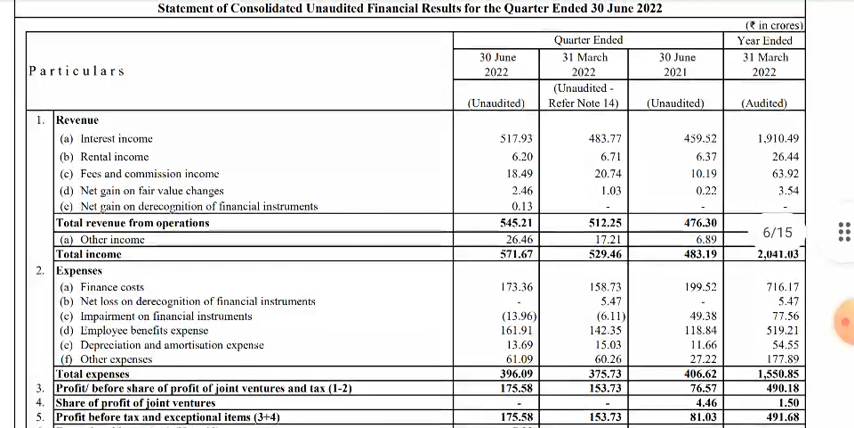 Statement of Consolidated Unaudited Financial Results for the Quarter Ended 30 June 2022
(₹ in crores)
Particulars Quarter Ended Year Ended
30 June 2022 31 March 2022 30 June 2021 31 March 2022
(Unaudited) (Unaudited - Refer Note 14) (Unaudited) (Audited)
1. Revenue
(a) Interest income 517.93 483.77 459.52 1,910.49
(b) Rental income 6.20 6.71 6.37 26.44
(c) Fees and commission income 18.49 20.74 10.19 63.92
(d) Net gain on fair value changes 2.46 1.03 0.22 3.54
(e) Net gain on derecognition of financial instruments 0.13 - - -
Total revenue from operations 545.21 512.25 476.30
6/15
(a) Other income 26.46 17.21 6.89
Total income 571.67 529.46 483.19 2,041.03
2. Expenses
(a) Finance costs 173.36 158.73 199.52 716.17
(b) Net loss on derecognition of financial instruments - 5.47 - 5.47
(c) Impairment on financial instruments (13.96) (6.11) 49.38 77.56
(d) Employee benefits expense 161.91 142.35 118.84 519.21
(e) Depreciation and amortisation expense 13.69 15.03 11.66 54.55
(f) Other expenses 61.09 60.26 27.22 177.89
Total expenses 396.09 375.73 406.62 1,550.85
3. Profit/ before share of profit of joint ventures and tax (1-2) 175.58 153.73 76.57 490.18
4. Share of profit of joint ventures - - 4.46 1.50
5. Profit before tax and exceptional items (3+4) 175.58 153.73 81.03 491.68